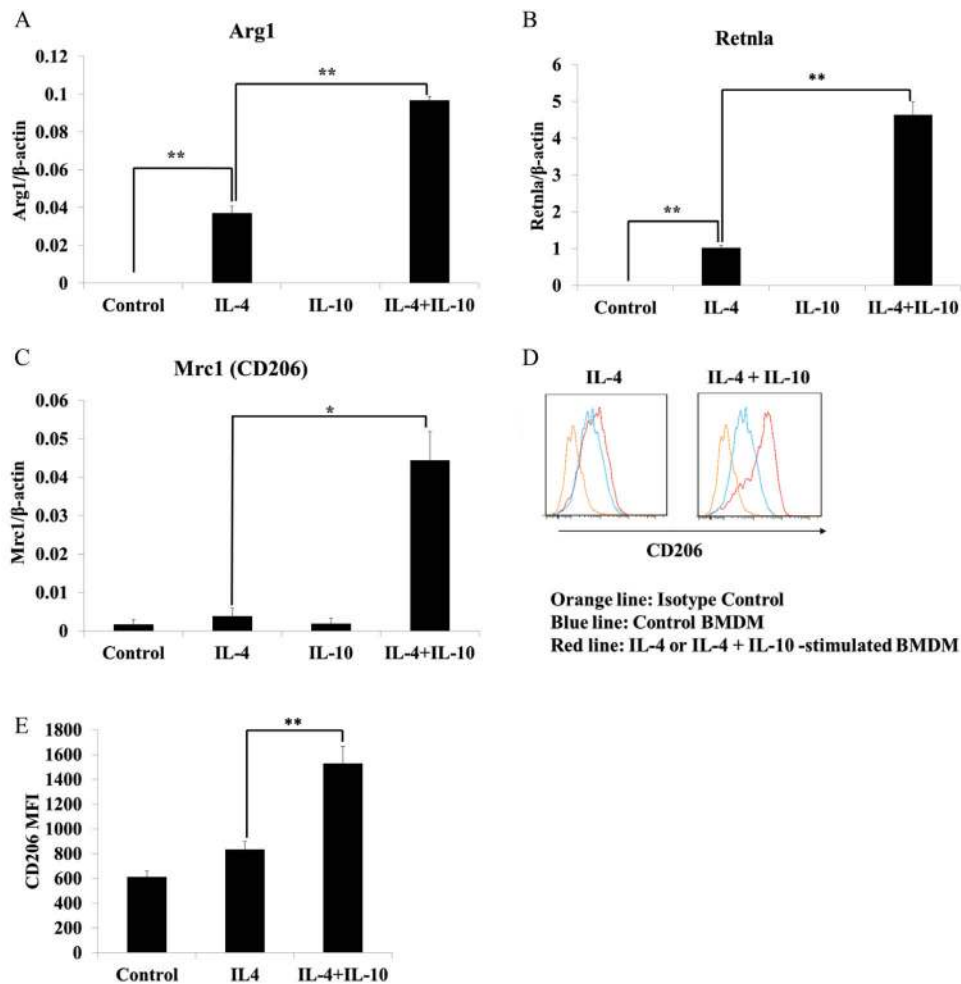 A
Arg1
**
**
Arg1/β-actin
0.12
0.1
0.08
0.06
0.04
0.02
0
Control IL-4 IL-10 IL-4+IL-10
B
Retnla
**
**
Retnla/β-actin
6
5
4
3
2
1
0
Control IL-4 IL-10 IL-4+IL-10
C
Mrc1 (CD206)
*
Mrc1/β-actin
0.06
0.05
0.04
0.03
0.02
0.01
0
Control IL-4 IL-10 IL-4+IL-10
D
IL-4 IL-4 + IL-10
CD206
Orange line: Isotype Control
Blue line: Control BMDM
Red line: IL-4 or IL-4 + IL-10 -stimulated BMDM
E
**
CD206 MFI
1800
1600
1400
1200
1000
800
600
400
200
0
Control IL4 IL-4+IL-10